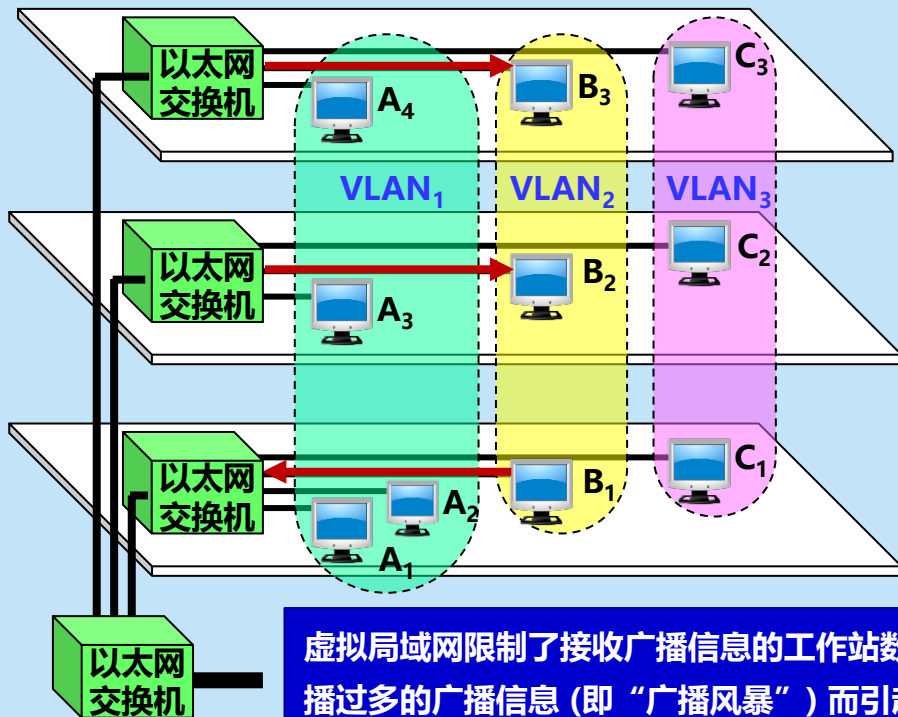 以太网
交换机
A4
B3
C3
VLAN1
VLAN2
VLAN3
以太网
交换机
A3
B2
C2
以太网
交换机
A2
A1
B1
C1
以太网
交换机
虚拟局域网限制了接收广播信息的工作站数
播过多的广播信息(即“广播风暴”)而引起